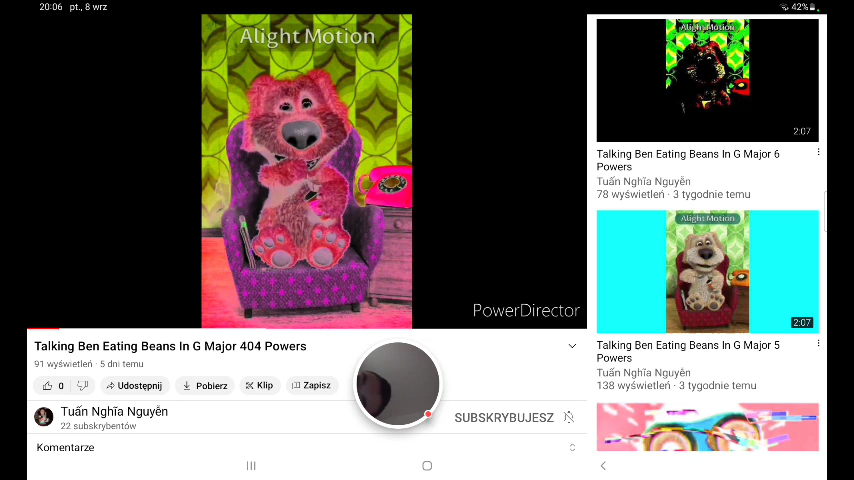 20:06 pt., 8 wrz
42%
Alight Motion
PowerDirector
Talking Ben Eating Beans In G Major 404 Powers
91 wyświetleń · 5 dni temu
0
Udostępnij
Pobierz
Klip
Zapisz
Tuấn Nghĩa Nguyễn
22 subskrybentów
SUBSKRYBUJESZ
Komentarze
Alight Motion
2:07
Talking Ben Eating Beans In G Major 6
Powers
Tuấn Nghĩa Nguyễn
78 wyświetleń · 3 tygodnie temu
Alight Motion
2:07
Talking Ben Eating Beans In G Major 5
Powers
Tuấn Nghĩa Nguyễn
138 wyświetleń · 3 tygodnie temu